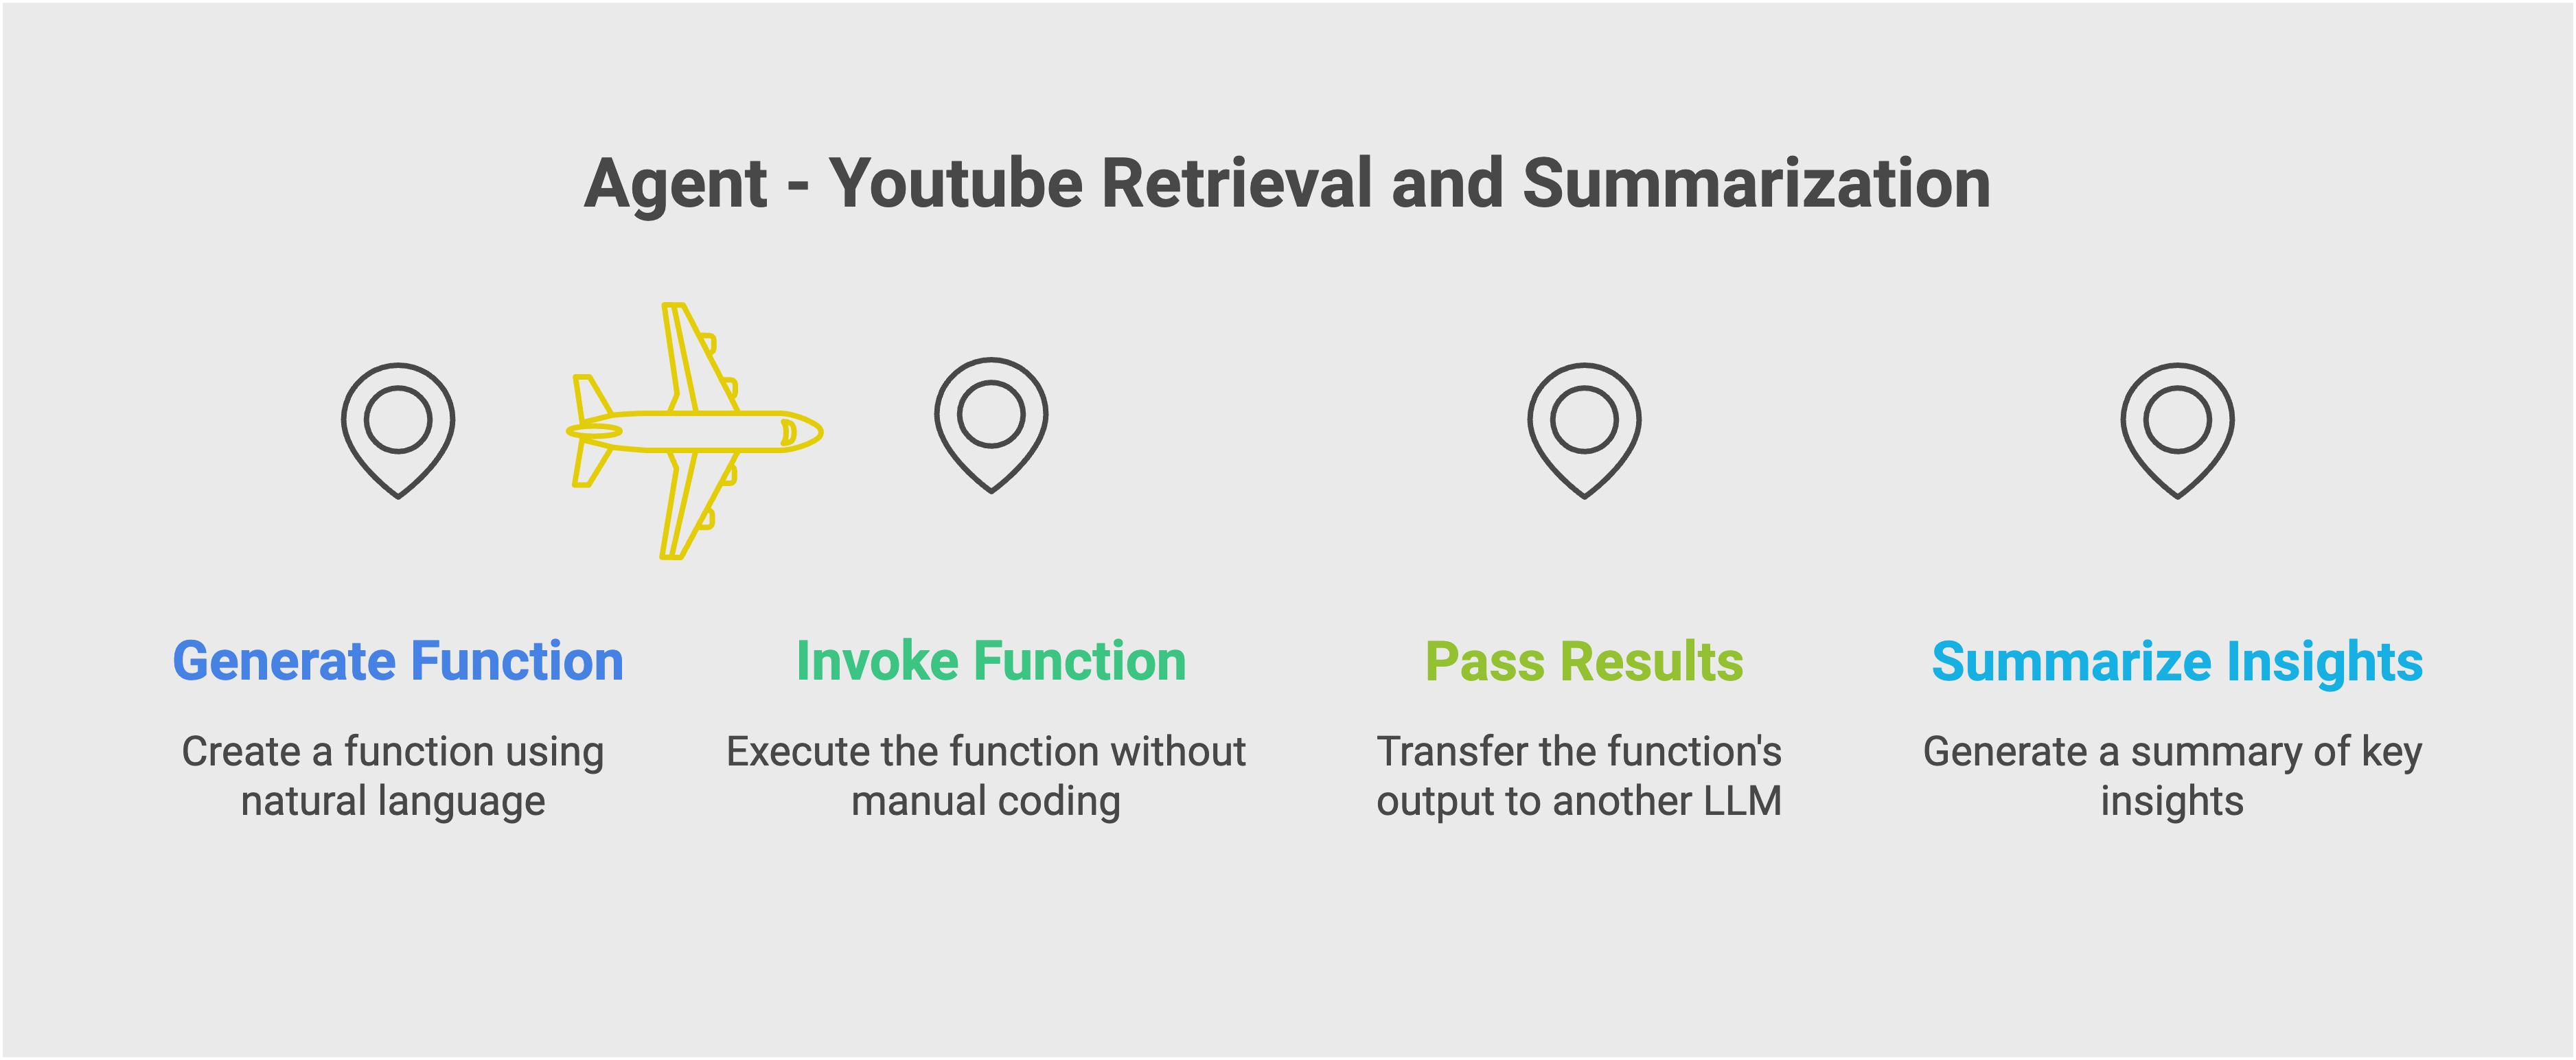 Agent - Youtube Retrieval and Summarization
Generate Function
Create a function using
natural language
Invoke Function
Execute the function without
manual coding
Pass Results
Transfer the function's
output to another LLM
Summarize Insights
Generate a summary of key
insights